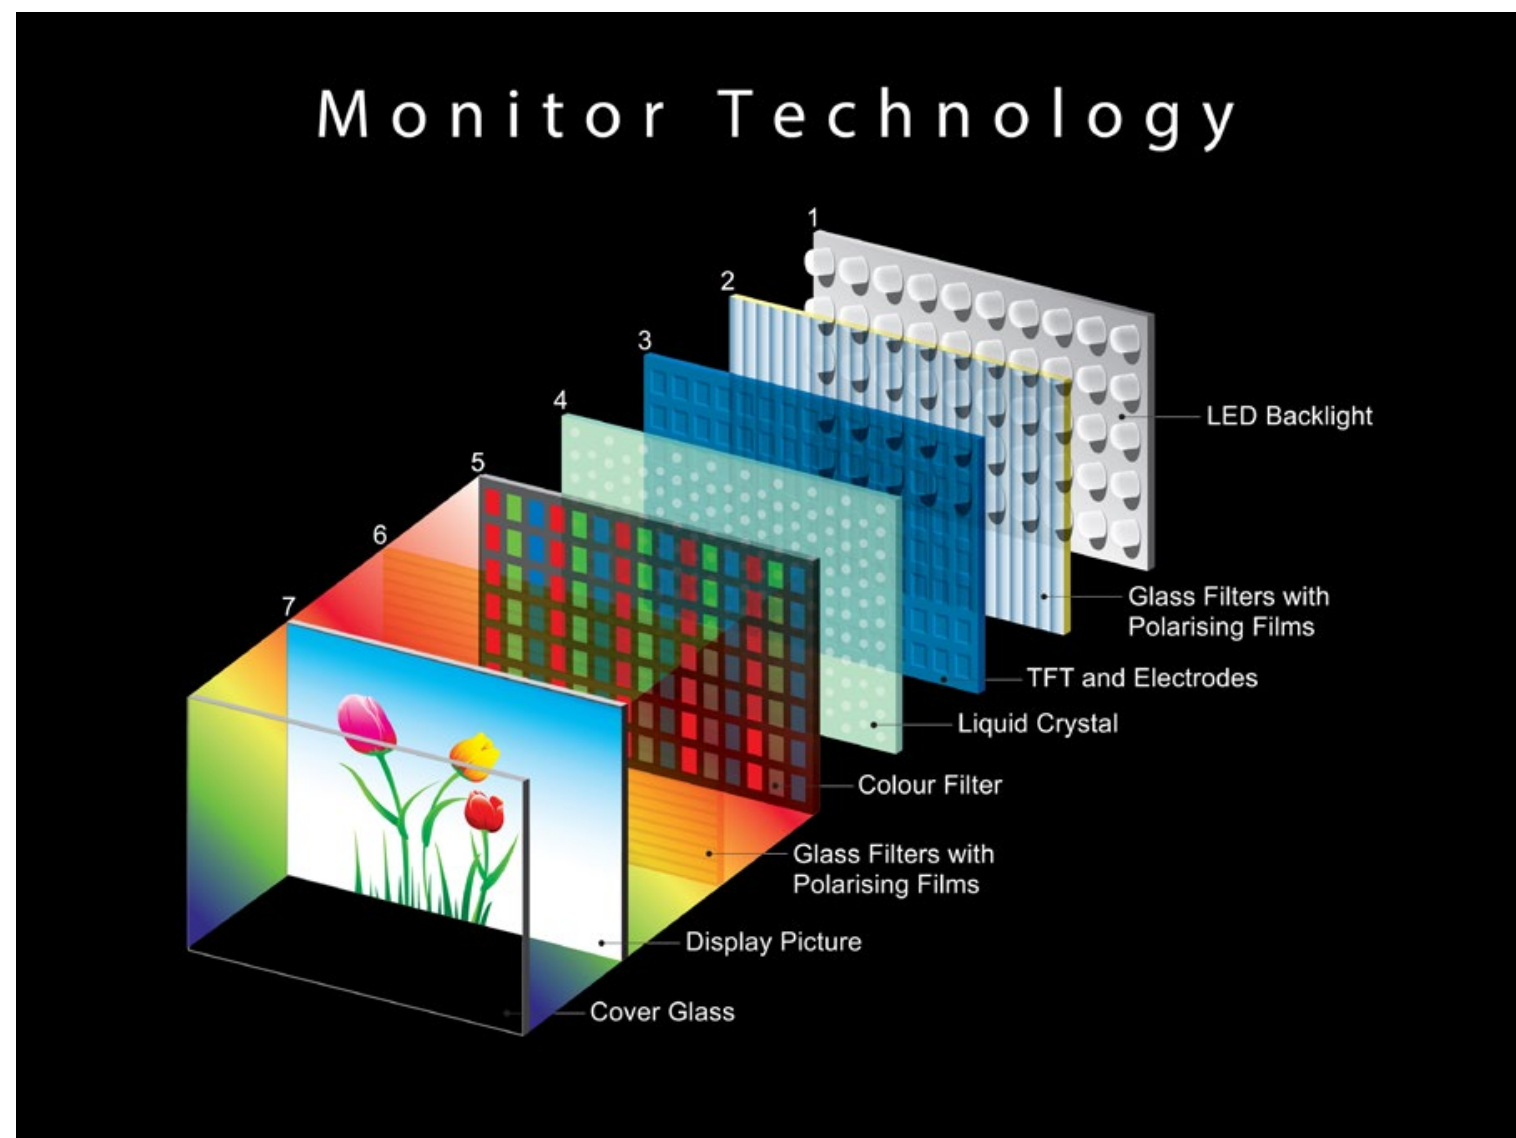 Monitor Technology
1
2
3
4
5
6
7
LED Backlight
Glass Filters with
Polarising Films
TFT and Electrodes
Liquid Crystal
Colour Filter
Glass Filters with
Polarising Films
Display Picture
Cover Glass